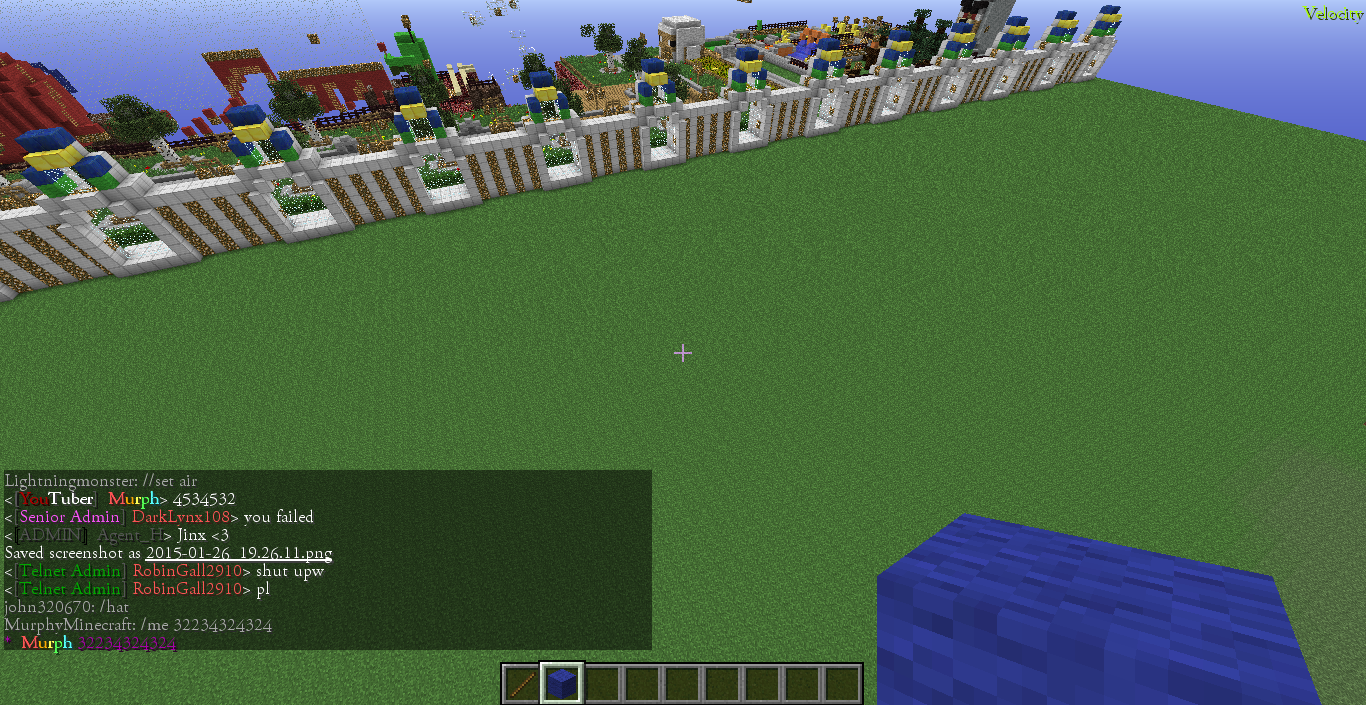 Velocity
Lightningmonster: //set air
<[YouTuber] Murph> 4534532
<[Senior Admin] DarkLynx108> you failed
<[ADMIN] Agent_H> Jinx <3
Saved screenshot as 2015-01-26_19.26.11.png
<[Telnet Admin] RobinGall2910> shut upw
<[Telnet Admin] RobinGall2910> pl
john320670: /hat
MurphyMinecraft: /me 32234324324
* Murph 32234324324